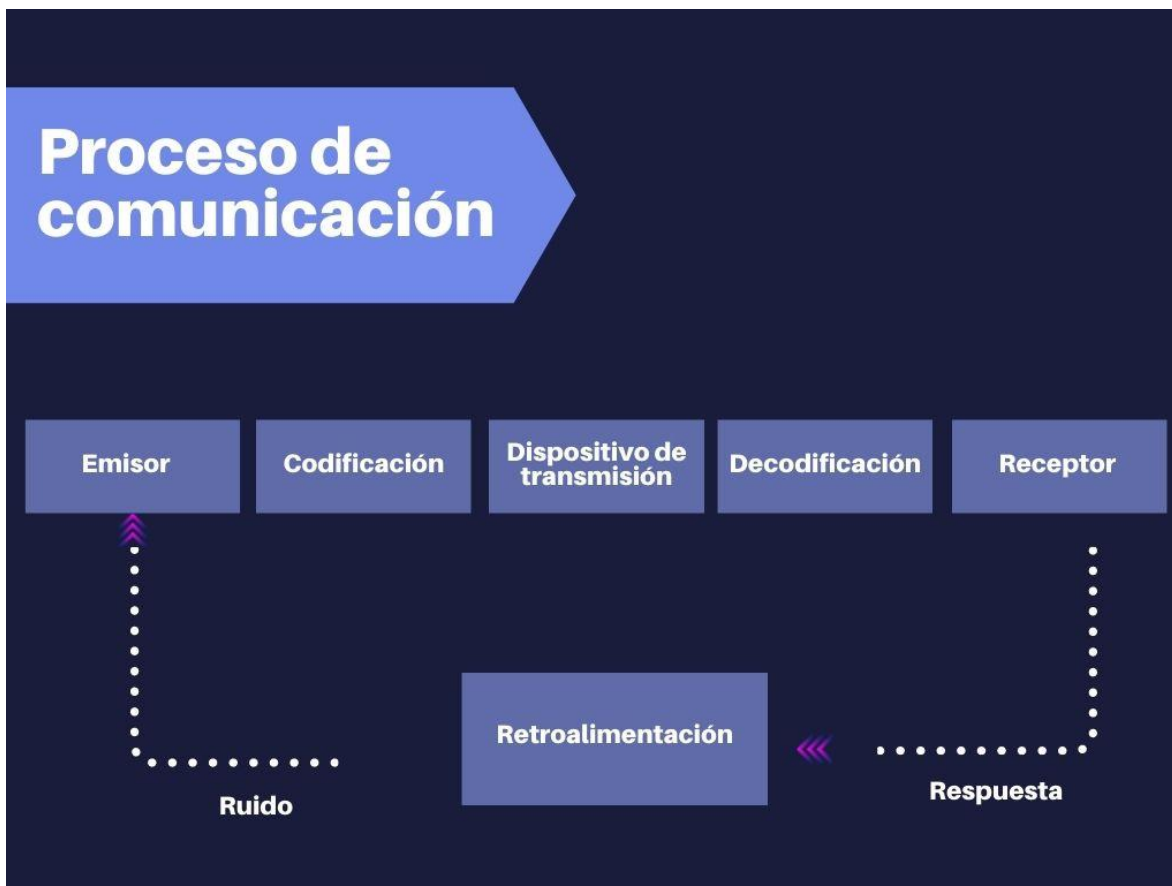 Proceso de
comunicación
Emisor
Codificación
Dispositivo de
transmisión
Decodificación
Receptor
Retroalimentación
Ruido
Respuesta